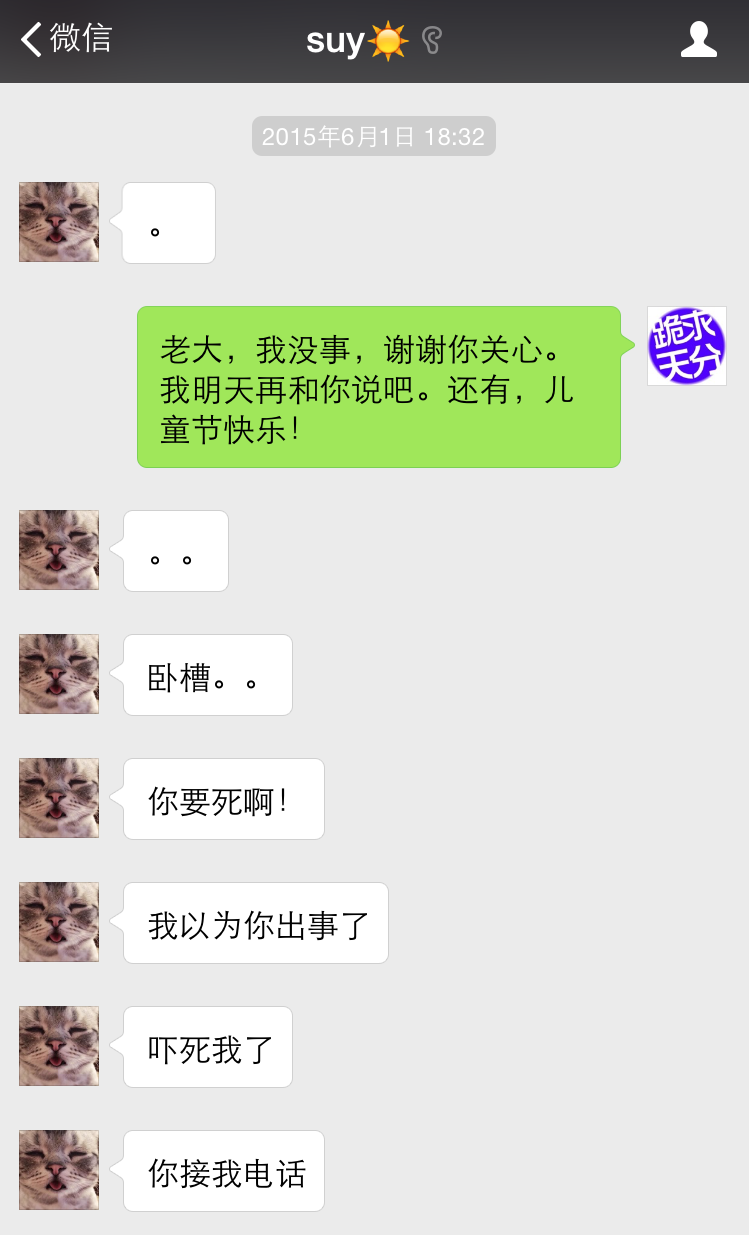 微信
suy☀️
2015年6月1日 18:32
。
老大，我没事，谢谢你关心。
我明天再和你说吧。还有，儿
童节快乐！
跪求
天分
。。
卧槽。。
你要死啊！
我以为你出事了
吓死我了
你接我电话